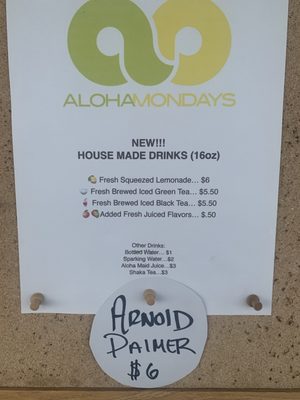 ALOHAMONDAYS
NEW!!!
HOUSE MADE DRINKS (16oz)
Fresh Squeezed Lemonade... $6
Fresh Brewed Iced Green Tea... $5.50
Fresh Brewed Iced Black Tea... $5.50
Added Fresh Juiced Flavors... $.50
Other Drinks:
Bottled Water... $1
Sparking Water...$2
Aloha Maid Juice...$3
Shaka Tea...$3
ARNOID
PALMER
$6